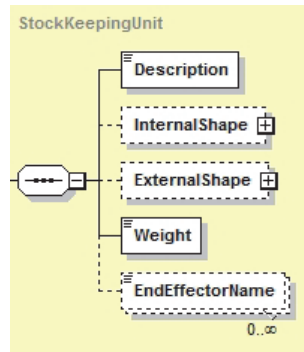 StockKeepingUnit
Description
InternalShape
ExternalShape
Weight
EndEffectorName
0..∞